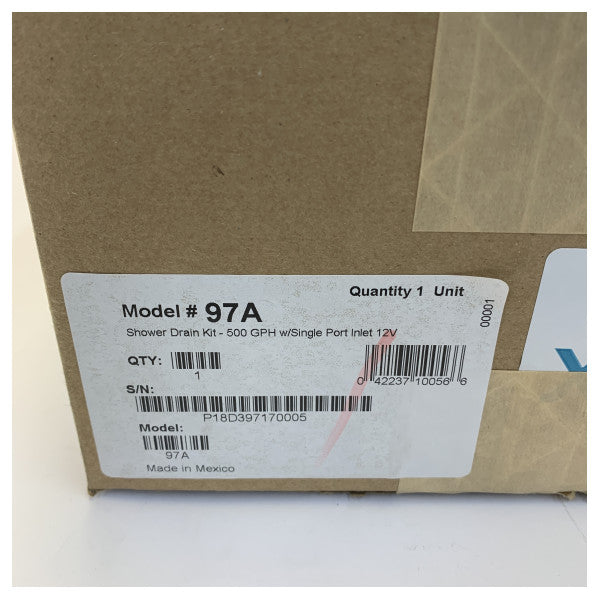 Quantity 1 Unit
Model # 97A
Shower Drain Kit - 500 GPH w/Single Port Inlet 12V
00001
QTY:
1
0 42237 10056 6
S/N:
P18D397170005
Model:
97A
Made in Mexico